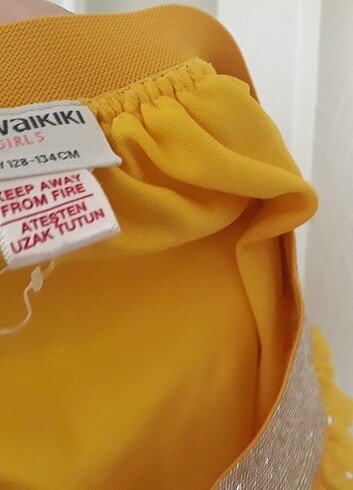 WAIKIKI
GIRLS
Y 128-134CM
KEEP AWAY
FROM FIRE
ATEŞTEN
UZAK TUTUN